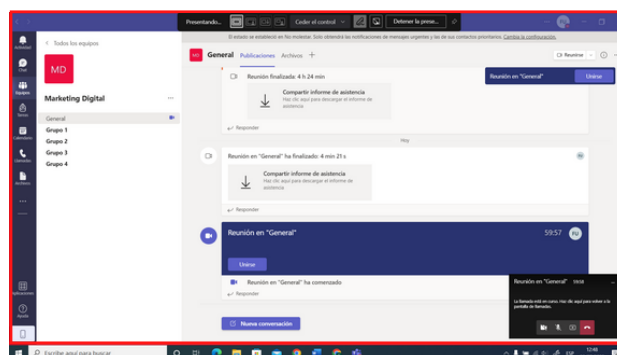 Presentando...
Ceder el control
Detener la prese...
El estado se estableció en No molestar. Solo obtendrá las notificaciones de mensajes urgentes y las de sus contactos prioritarios. Cambia la configuración.
Actividad
Chat
Equipos
Tareas
Calendario
Llamadas
Archivos
Aplicaciones
Ayuda
Todos los equipos
MD
Marketing Digital
General
Grupo 1
Grupo 2
Grupo 3
Grupo 4
MD
General
Publicaciones
Archivos
Reunirse
Reunión en "General"
Unirse
Reunión finalizada: 4 h 24 min
Compartir informe de asistencia
Haz clic aquí para descargar el informe de
asistencia
Responder
Hoy
Reunión en "General" ha finalizado: 4 min 21 s
Compartir informe de asistencia
Haz clic aquí para descargar el informe de
asistencia
Responder
Reunión en "General"
59:57
Unirse
Reunión en "General" ha comenzado
Responder
Nueva conversación
Reunión en "General"
La llamada está en curso. Haz clic aquí para volver a la
pantalla de llamadas.
Escribe aquí para buscar
ESP
12:48